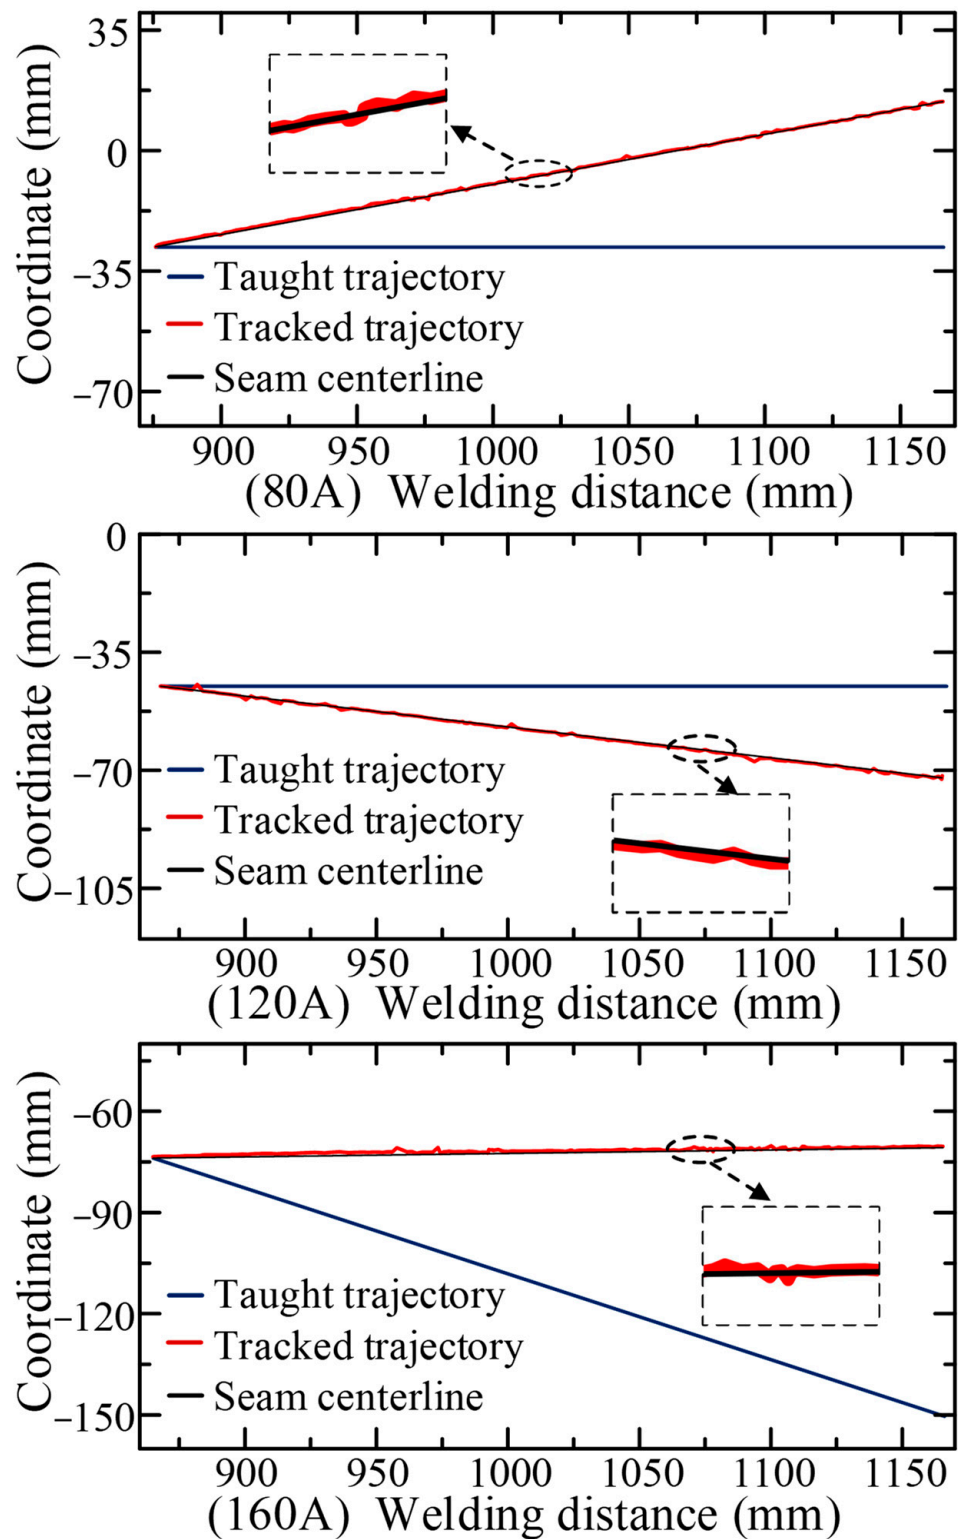 Coordinate (mm)
35
0
−35
−70
Taught trajectory
Tracked trajectory
Seam centerline
900 950 1000 1050 1100 1150
(80A) Welding distance (mm)
Coordinate (mm)
0
−35
−70
−105
Taught trajectory
Tracked trajectory
Seam centerline
900 950 1000 1050 1100 1150
(120A) Welding distance (mm)
Coordinate (mm)
−60
−90
−120
−150
Taught trajectory
Tracked trajectory
Seam centerline
900 950 1000 1050 1100 1150
(160A) Welding distance (mm)